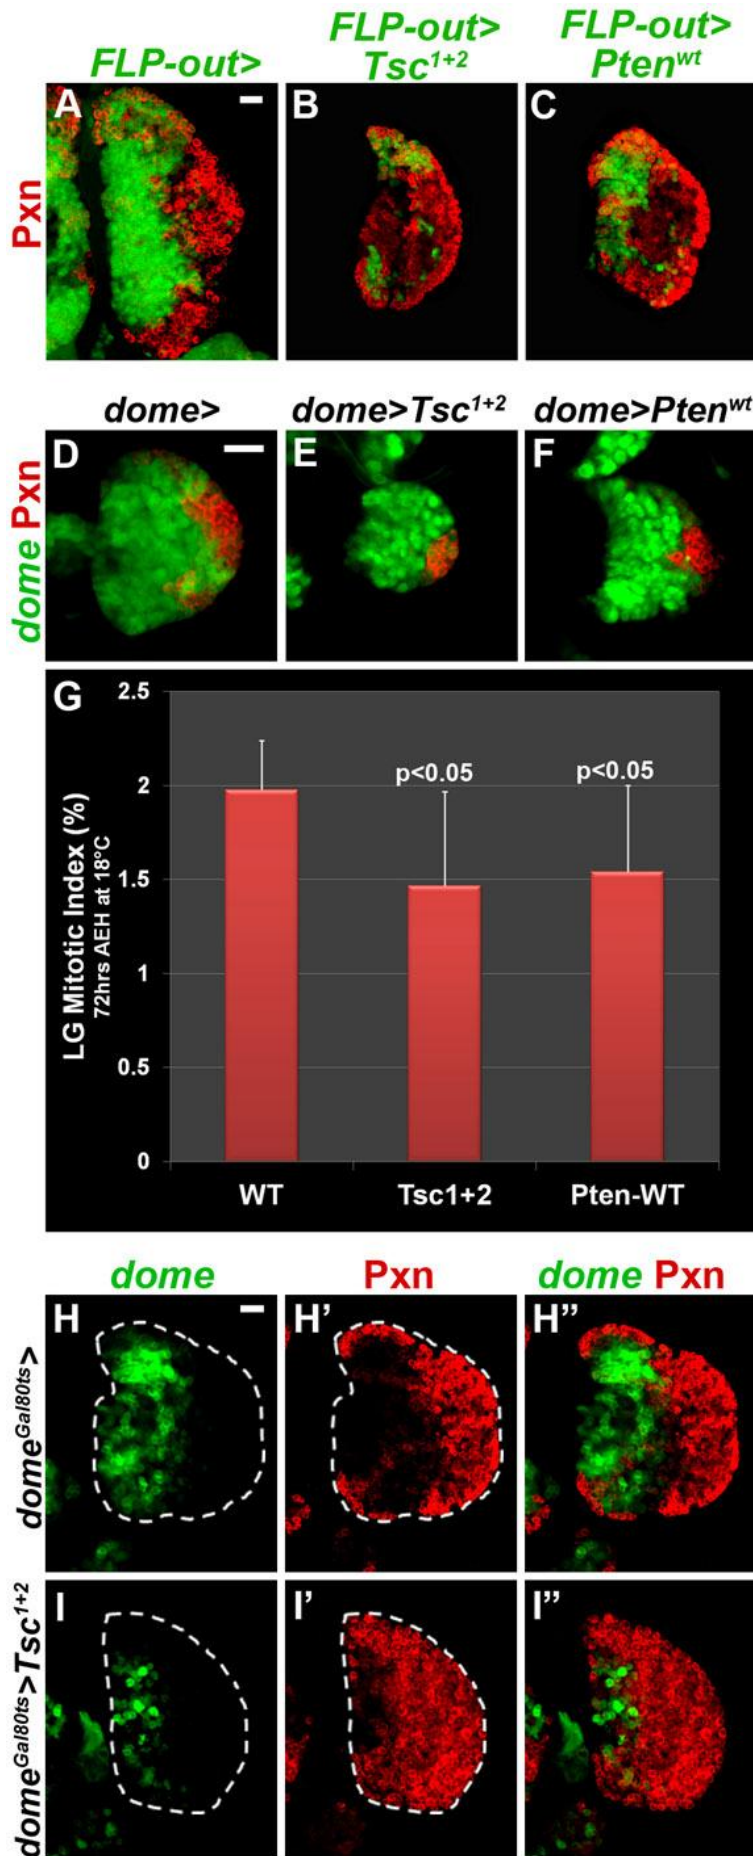 FLP-out>
FLP-out>
Tsc1+2
FLP-out>
Ptenwt
Pxn
A
B
C
dome>
dome>Tsc1+2
dome>Ptenwt
dome Pxn
D
E
F
G
LG Mitotic Index (%)
72hrs AEH at 18°C
2.5
2
1.5
1
0.5
0
p<0.05
p<0.05
WT
Tsc1+2
Pten-WT
dome
Pxn
dome Pxn
domeGal80ts>
H
H'
H"
domeGal80ts>Tsc1+2
I
I'
I"